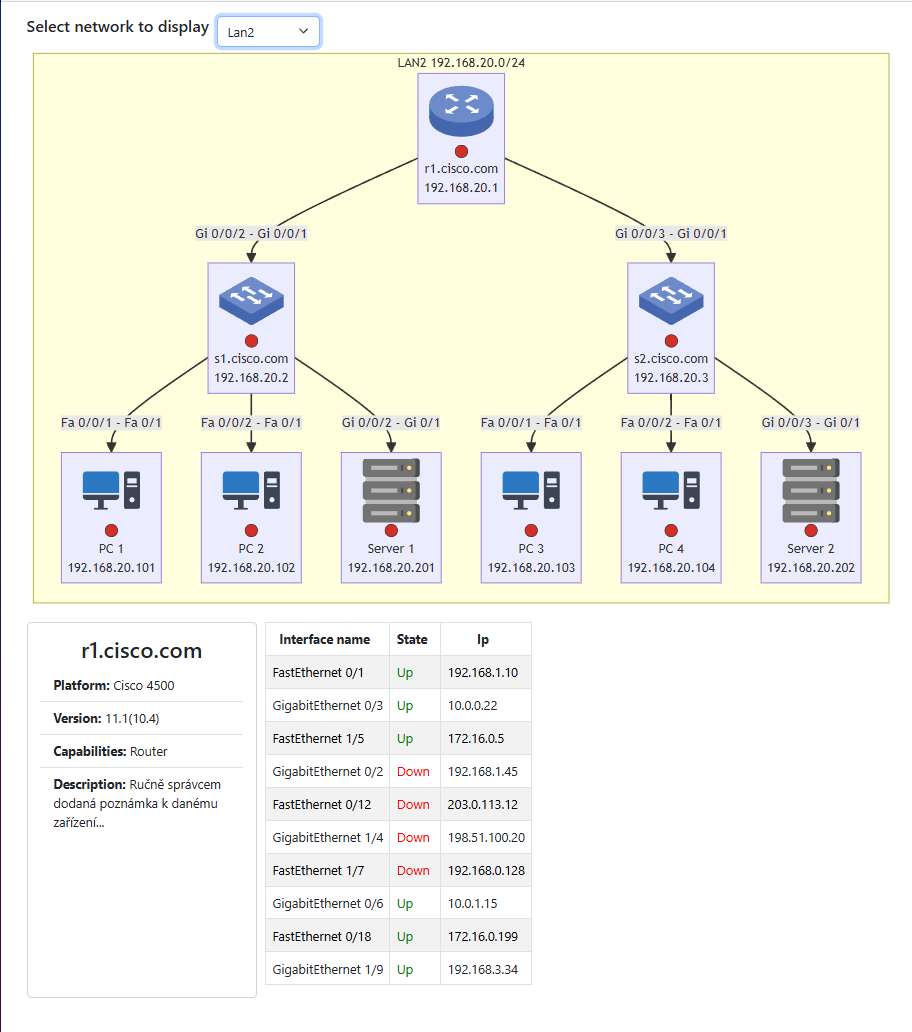 Select network to display Lan2
LAN2 192.168.20.0/24
r1.cisco.com
192.168.20.1
Gi 0/0/2 - Gi 0/0/1
Gi 0/0/3 - Gi 0/0/1
s1.cisco.com
192.168.20.2
s2.cisco.com
192.168.20.3
Fa 0/0/1 - Fa 0/1
Fa 0/0/2 - Fa 0/1
Gi 0/0/2 - Gi 0/1
Fa 0/0/1 - Fa 0/1
Fa 0/0/2 - Fa 0/1
Gi 0/0/3 - Gi 0/1
PC 1
192.168.20.101
PC 2
192.168.20.102
Server 1
192.168.20.201
PC 3
192.168.20.103
PC 4
192.168.20.104
Server 2
192.168.20.202
r1.cisco.com
Platform: Cisco 4500
Version: 11.1(10.4)
Capabilities: Router
Description: Ručně správcem
dodaná poznámka k danému
zařízení...
Interface name State Ip
FastEthernet 0/1 Up 192.168.1.10
GigabitEthernet 0/3 Up 10.0.0.22
FastEthernet 1/5 Up 172.16.0.5
GigabitEthernet 0/2 Down 192.168.1.45
FastEthernet 0/12 Down 203.0.113.12
GigabitEthernet 1/4 Down 198.51.100.20
FastEthernet 1/7 Down 192.168.0.128
GigabitEthernet 0/6 Up 10.0.1.15
FastEthernet 0/18 Up 172.16.0.199
GigabitEthernet 1/9 Up 192.168.3.34